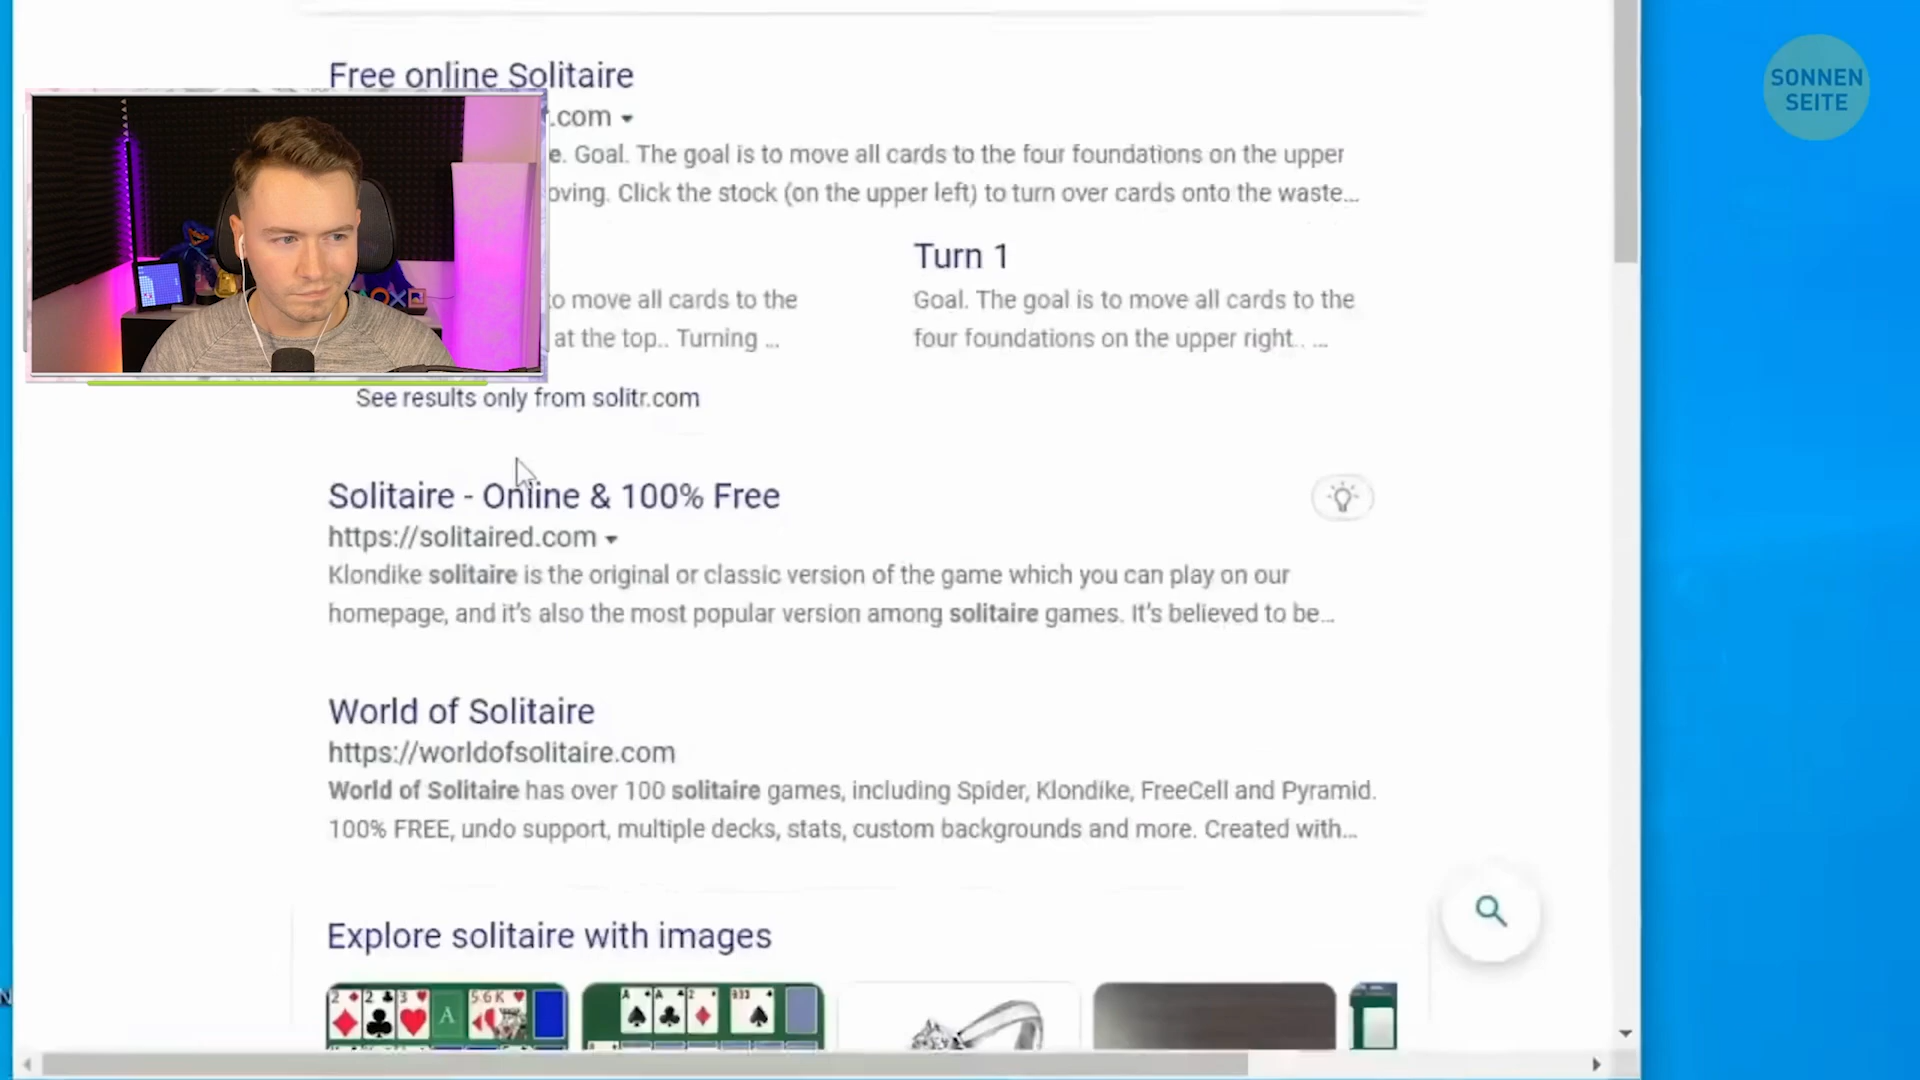 SONNEN
SEITE
Free online Solitaire
r.com
e. Goal. The goal is to move all cards to the four foundations on the upper
oving. Click the stock (on the upper left) to turn over cards onto the waste...
Turn 1
to move all cards to the
at the top.. Turning ...
Goal. The goal is to move all cards to the
four foundations on the upper right.. ...
See results only from solitr.com
Solitaire - Online & 100% Free
https://solitaired.com
Klondike solitaire is the original or classic version of the game which you can play on our
homepage, and it's also the most popular version among solitaire games. It's believed to be...
World of Solitaire
https://worldofsolitaire.com
World of Solitaire has over 100 solitaire games, including Spider, Klondike, FreeCell and Pyramid.
100% FREE, undo support, multiple decks, stats, custom backgrounds and more. Created with...
Explore solitaire with images
2 2 3 A 5 6 K
A A 2